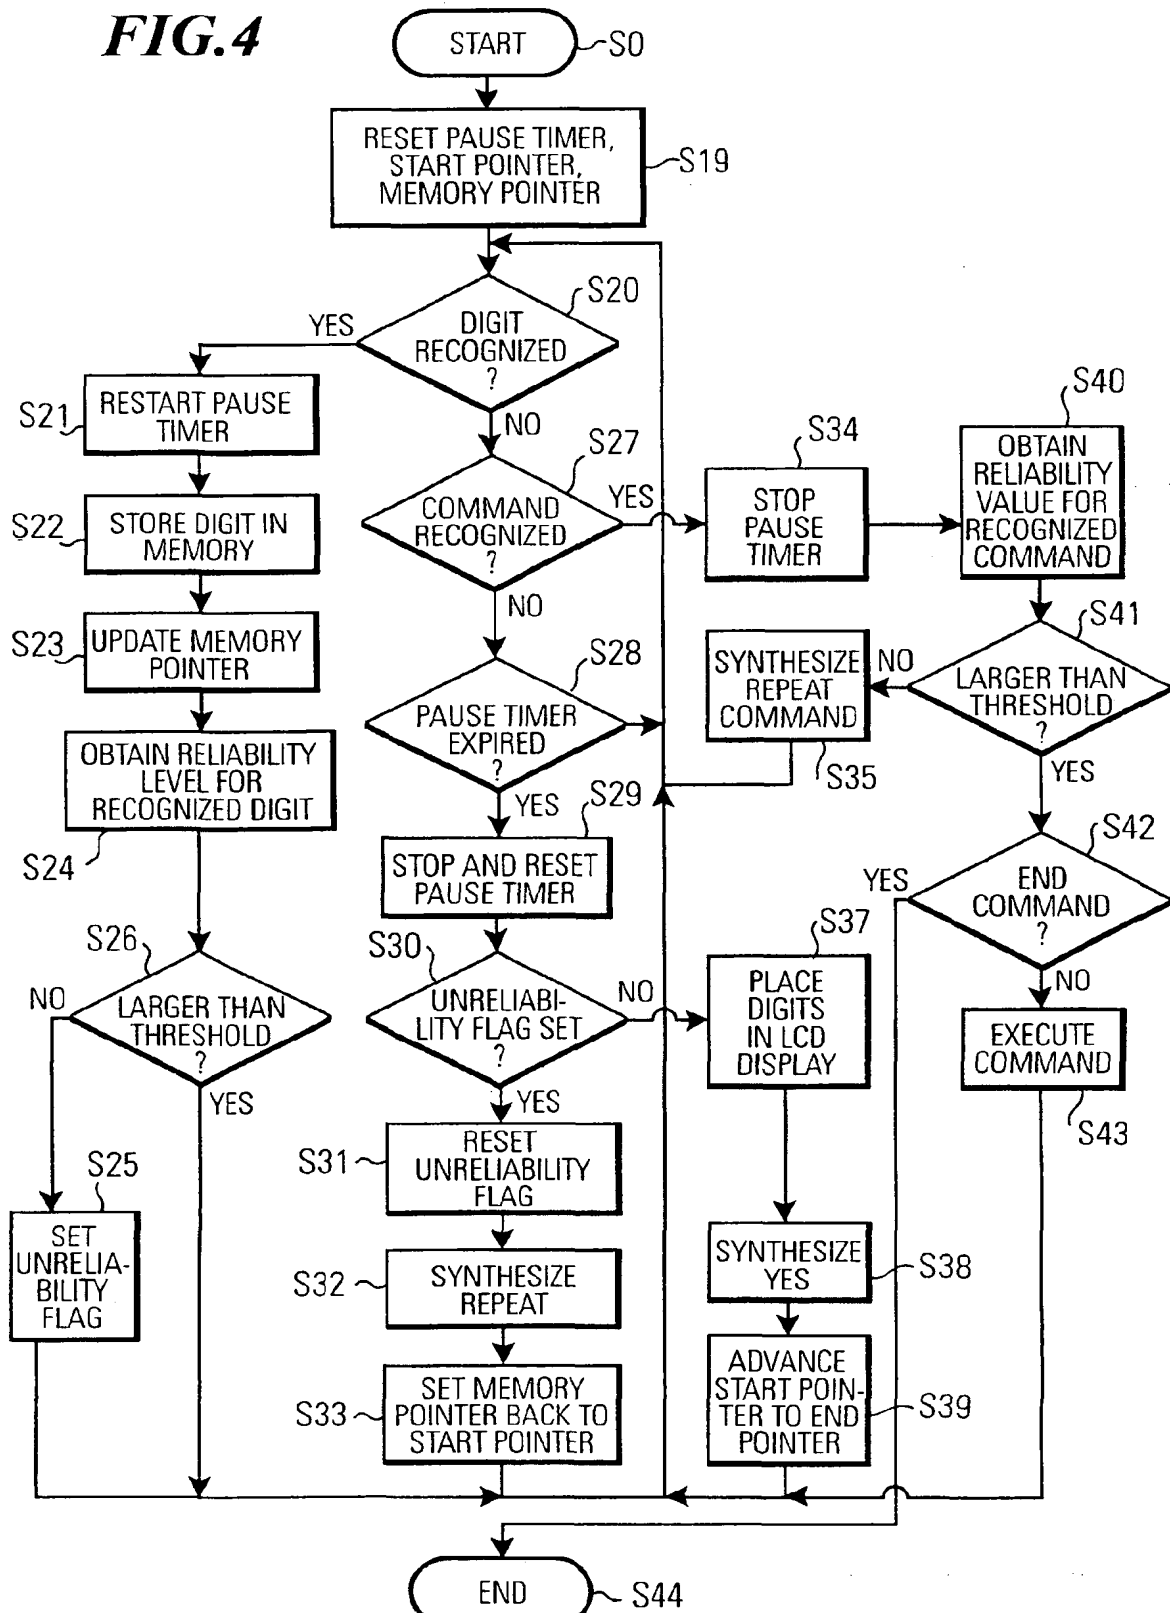 FIG.4
START
S0
RESET PAUSE TIMER,
START POINTER,
MEMORY POINTER
S19
S20
DIGIT
RECOGNIZED
?
YES
NO
S21
RESTART PAUSE
TIMER
S22
STORE DIGIT IN
MEMORY
S23
UPDATE MEMORY
POINTER
OBTAIN RELIABILITY
LEVEL FOR
RECOGNIZED DIGIT
S24
S26
LARGER THAN
THRESHOLD
?
NO
YES
S25
SET
UNRELIA-
BILITY
FLAG
S27
COMMAND
RECOGNIZED
?
YES
NO
S28
PAUSE TIMER
EXPIRED
?
YES
S29
STOP AND RESET
PAUSE TIMER
S30
UNRELIABI-
LITY FLAG SET
?
NO
YES
S31
RESET
UNRELIABILITY
FLAG
S32
SYNTHESIZE
REPEAT
S33
SET MEMORY
POINTER BACK TO
START POINTER
S34
STOP
PAUSE
TIMER
S40
OBTAIN
RELIABILITY
VALUE FOR
RECOGNIZED
COMMAND
S41
LARGER THAN
THRESHOLD
?
NO
YES
SYNTHESIZE
REPEAT
COMMAND
S35
S42
END
COMMAND
?
YES
NO
EXECUTE
COMMAND
S43
S37
PLACE
DIGITS
IN LCD
DISPLAY
SYNTHESIZE
YES
S38
ADVANCE
START POIN-
TER TO END
POINTER
S39
END
S44